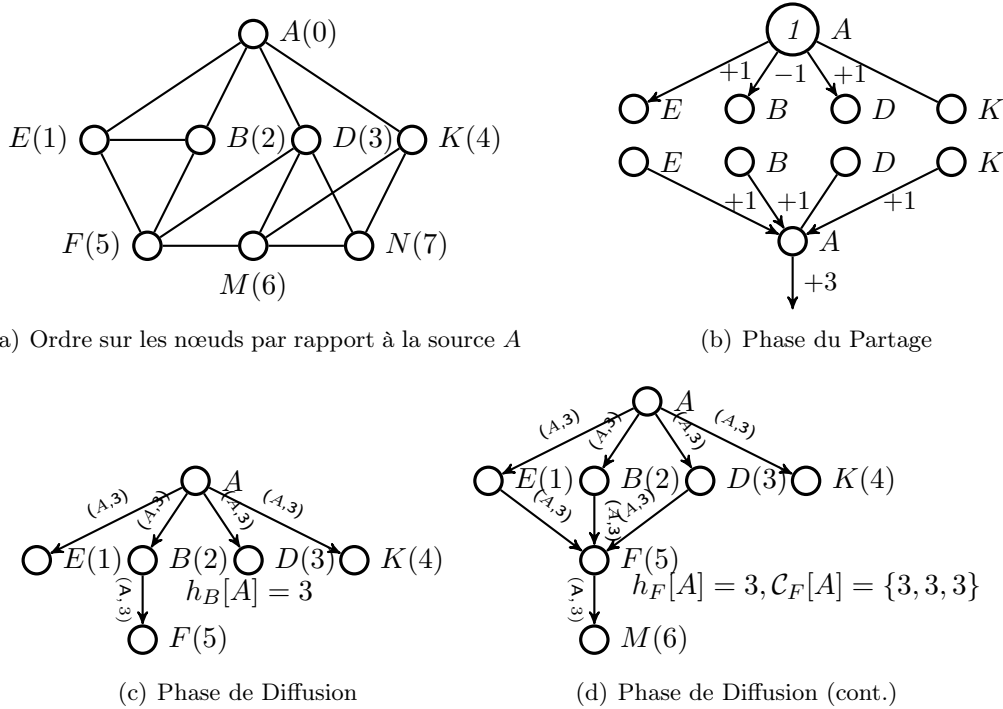 A(0)
E(1)
B(2)
D(3)
K(4)
F(5)
M(6)
N(7)
a) Ordre sur les nœuds par rapport à la source A
1
A
+1
−1
+1
E
B
D
K
E
B
D
K
+1
+1
+1
A
+3
(b) Phase du Partage
A
(A,3)
(A,3)
(A,3)
(A,3)
E(1)
B(2)
D(3)
K(4)
h_B[A] = 3
(A,3)
F(5)
(c) Phase de Diffusion
A
(A,3)
(A,3)
(A,3)
(A,3)
E(1)
B(2)
D(3)
K(4)
(A,3)
(A,3)
(A,3)
F(5)
h_F[A] = 3, C_F[A] = {3, 3, 3}
(A,3)
M(6)
(d) Phase de Diffusion (cont.)